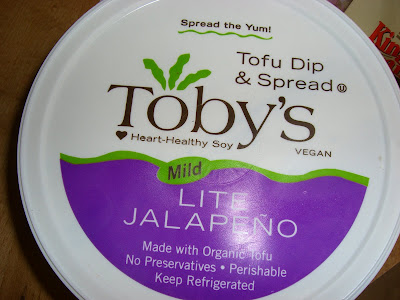 Spread the Yum!
Tofu Dip
& Spread Ⓤ
Toby's
Heart-Healthy Soy
VEGAN
Mild
LITE
JALAPEÑO
Made with Organic Tofu
No Preservatives • Perishable
Keep Refrigerated